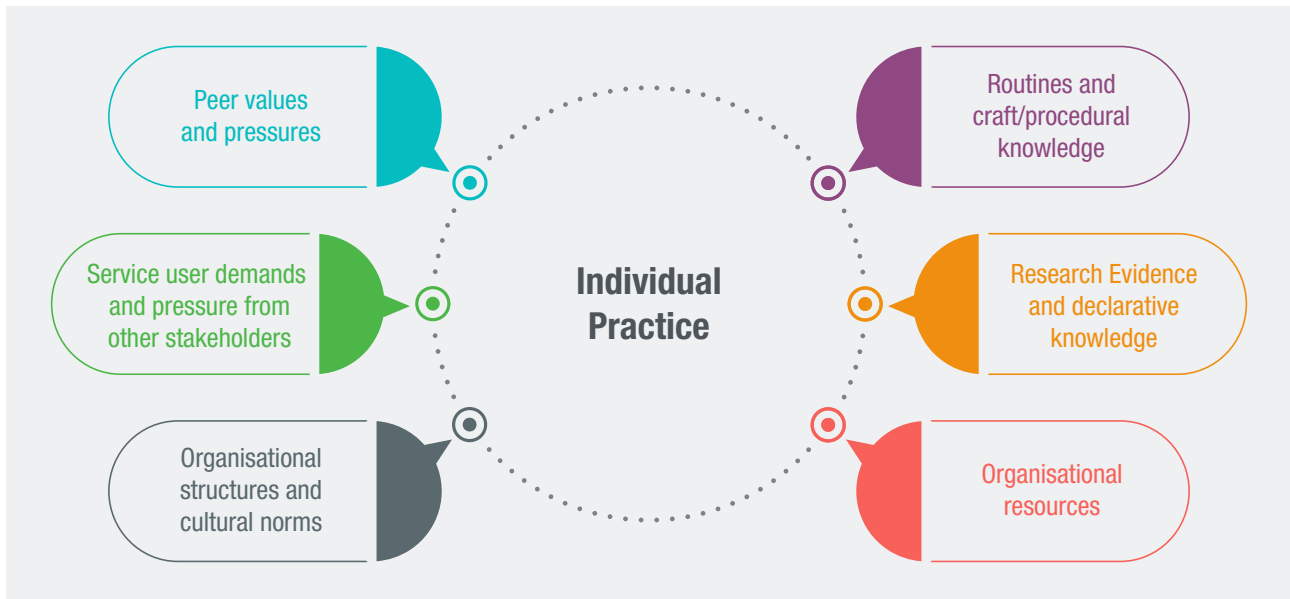 Peer values
and pressures
Routines and
craft/procedural
knowledge
Service user demands
and pressure from
other stakeholders
Individual
Practice
Research Evidence
and declarative
knowledge
Organisational
structures and
cultural norms
Organisational
resources